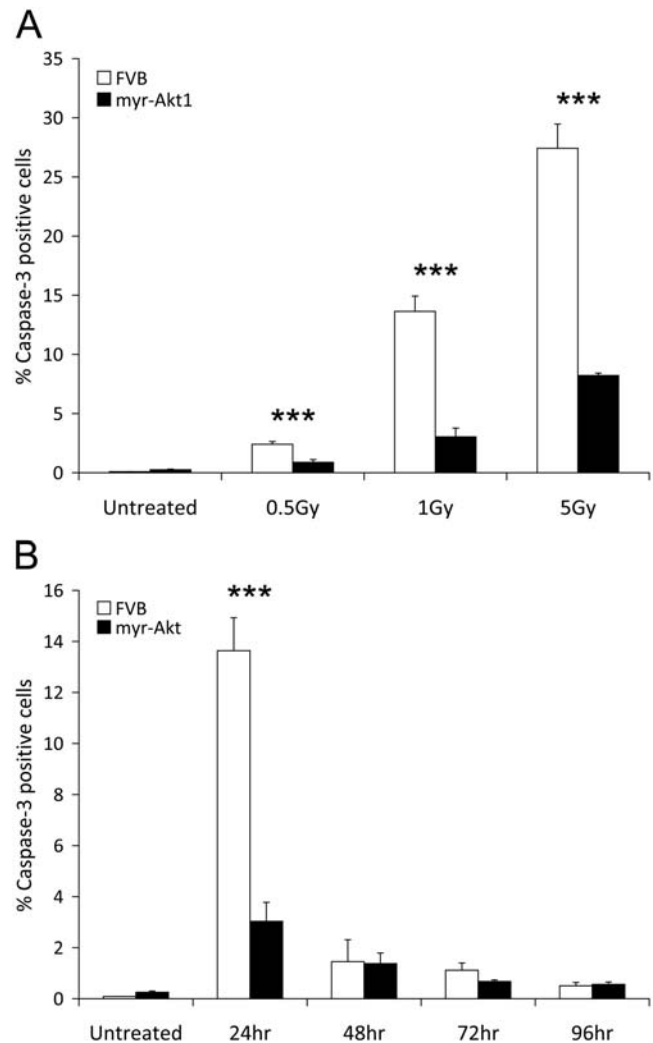 A
35
30
25
20
15
10
5
0
% Caspase-3 positive cells
FVB
myr-Akt1
***
***
***
Untreated 0.5Gy 1Gy 5Gy
B
16
14
12
10
8
6
4
2
0
% Caspase-3 positive cells
FVB
myr-Akt
***
Untreated 24hr 48hr 72hr 96hr